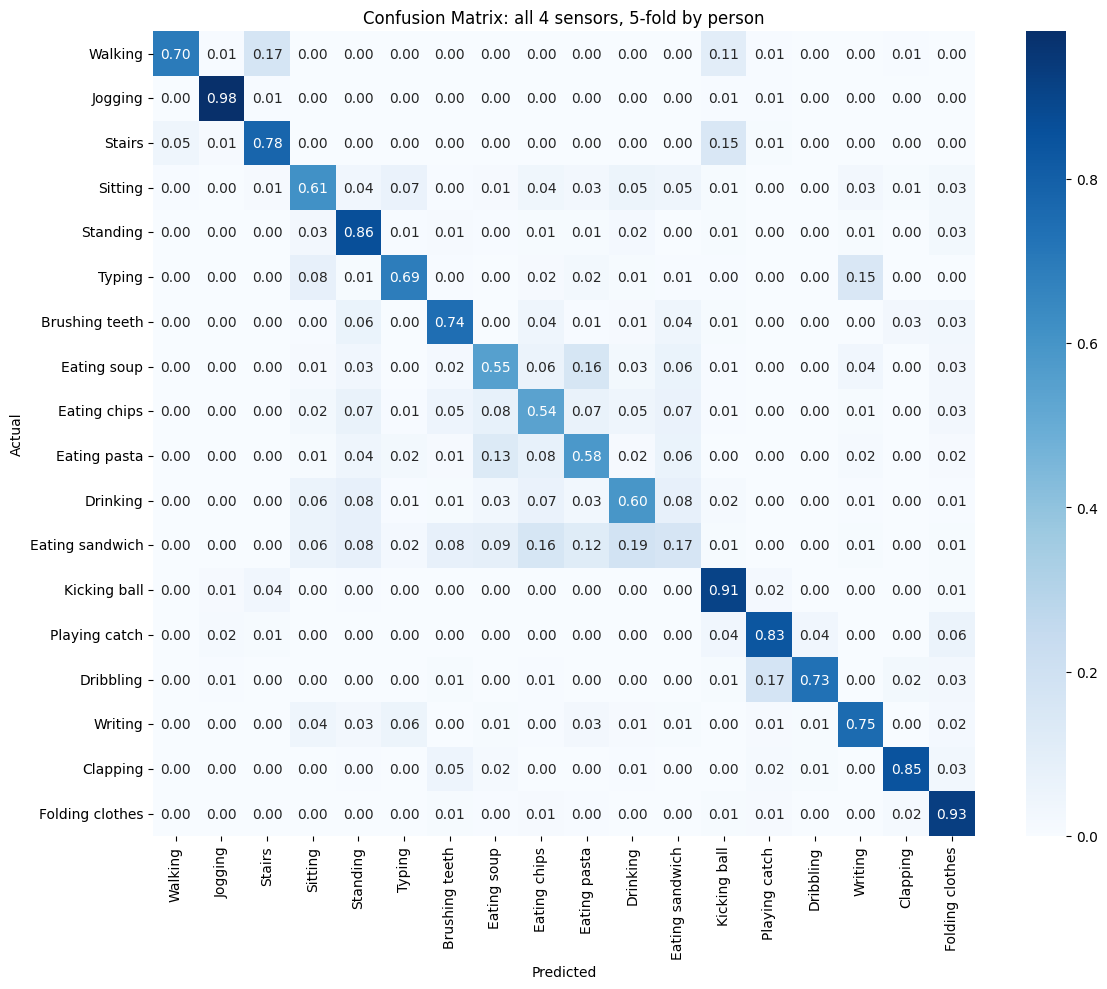 Confusion Matrix: all 4 sensors, 5-fold by person
Walking 0.70 0.01 0.17 0.00 0.00 0.00 0.00 0.00 0.00 0.00 0.00 0.00 0.11 0.01 0.00 0.00 0.01 0.00
Jogging 0.00 0.98 0.01 0.00 0.00 0.00 0.00 0.00 0.00 0.00 0.00 0.00 0.01 0.01 0.00 0.00 0.00 0.00
Stairs 0.05 0.01 0.78 0.00 0.00 0.00 0.00 0.00 0.00 0.00 0.00 0.00 0.15 0.01 0.00 0.00 0.00 0.00
Sitting 0.00 0.00 0.01 0.61 0.04 0.07 0.00 0.01 0.04 0.03 0.05 0.05 0.01 0.00 0.00 0.03 0.01 0.03
Standing 0.00 0.00 0.00 0.03 0.86 0.01 0.01 0.00 0.01 0.01 0.02 0.00 0.01 0.00 0.00 0.01 0.00 0.03
Typing 0.00 0.00 0.00 0.08 0.01 0.69 0.00 0.00 0.02 0.02 0.01 0.01 0.00 0.00 0.00 0.15 0.00 0.00
Brushing teeth 0.00 0.00 0.00 0.00 0.06 0.00 0.74 0.00 0.04 0.01 0.01 0.04 0.01 0.00 0.00 0.00 0.03 0.03
Eating soup 0.00 0.00 0.00 0.01 0.03 0.00 0.02 0.55 0.06 0.16 0.03 0.06 0.01 0.00 0.00 0.04 0.00 0.03
Eating chips 0.00 0.00 0.00 0.02 0.07 0.01 0.05 0.08 0.54 0.07 0.05 0.07 0.01 0.00 0.00 0.01 0.00 0.03
Eating pasta 0.00 0.00 0.00 0.01 0.04 0.02 0.01 0.13 0.08 0.58 0.02 0.06 0.00 0.00 0.00 0.02 0.00 0.02
Drinking 0.00 0.00 0.00 0.06 0.08 0.01 0.01 0.03 0.07 0.03 0.60 0.08 0.02 0.00 0.00 0.01 0.00 0.01
Eating sandwich 0.00 0.00 0.00 0.06 0.08 0.02 0.08 0.09 0.16 0.12 0.19 0.17 0.01 0.00 0.00 0.01 0.00 0.01
Kicking ball 0.00 0.01 0.04 0.00 0.00 0.00 0.00 0.00 0.00 0.00 0.00 0.00 0.91 0.02 0.00 0.00 0.00 0.01
Playing catch 0.00 0.02 0.01 0.00 0.00 0.00 0.00 0.00 0.00 0.00 0.00 0.00 0.04 0.83 0.04 0.00 0.00 0.06
Dribbling 0.00 0.01 0.00 0.00 0.00 0.00 0.01 0.00 0.01 0.00 0.00 0.00 0.01 0.17 0.73 0.00 0.02 0.03
Writing 0.00 0.00 0.00 0.04 0.03 0.06 0.00 0.01 0.00 0.03 0.01 0.01 0.00 0.01 0.01 0.75 0.00 0.02
Clapping 0.00 0.00 0.00 0.00 0.00 0.00 0.05 0.02 0.00 0.00 0.01 0.00 0.00 0.02 0.01 0.00 0.85 0.03
Folding clothes 0.00 0.00 0.00 0.00 0.00 0.00 0.01 0.00 0.01 0.00 0.00 0.00 0.01 0.01 0.00 0.00 0.02 0.93
Actual
Walking
Jogging
Stairs
Sitting
Standing
Typing
Brushing teeth
Eating soup
Eating chips
Eating pasta
Drinking
Eating sandwich
Kicking ball
Playing catch
Dribbling
Writing
Clapping
Folding clothes
Predicted
0.8
0.6
0.4
0.2
0.0